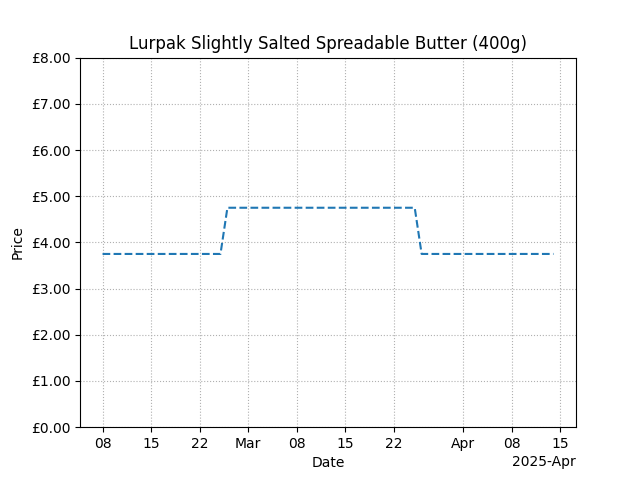 Lurpak Slightly Salted Spreadable Butter (400g)
£8.00
£7.00
£6.00
£5.00
£4.00
£3.00
£2.00
£1.00
£0.00
Price
08 15 22 Mar 08 15 22 Apr 08 15
Date
2025-Apr